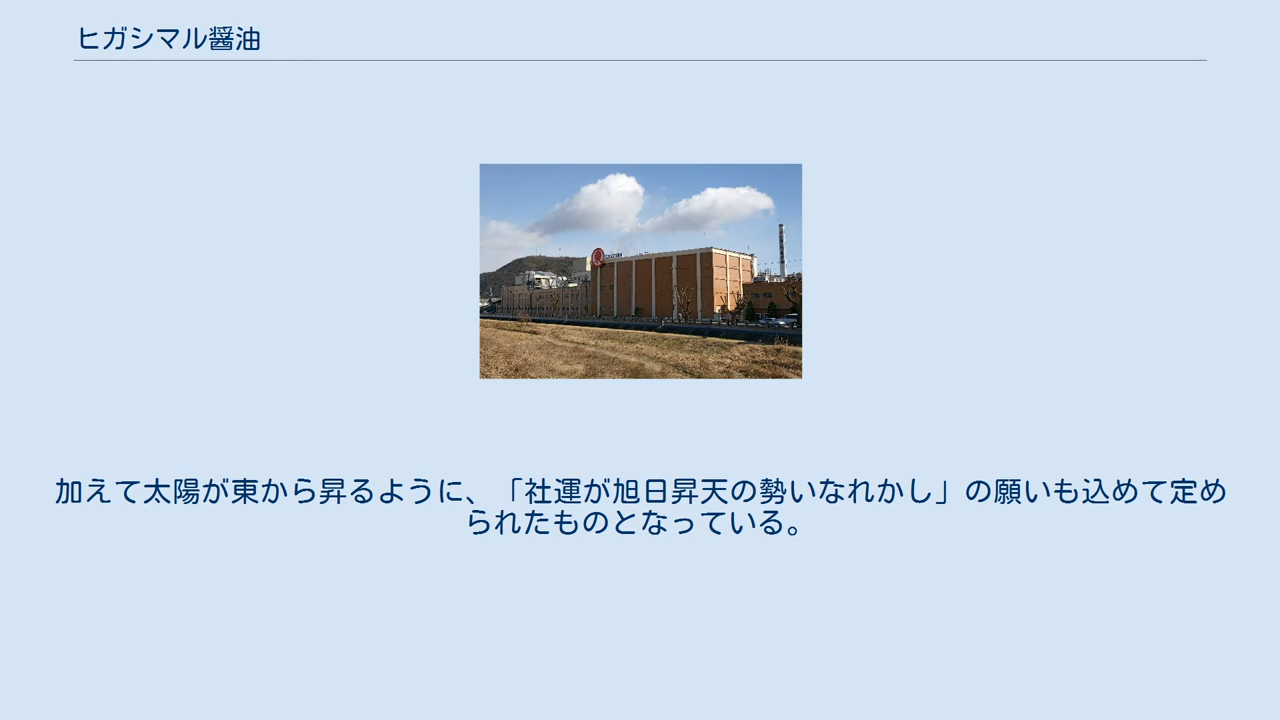 ヒガシマル醤油
加えて太陽が東から昇るように、「社運が旭日昇天の勢いなれかし」の願いも込めて定め
られたものとなっている。